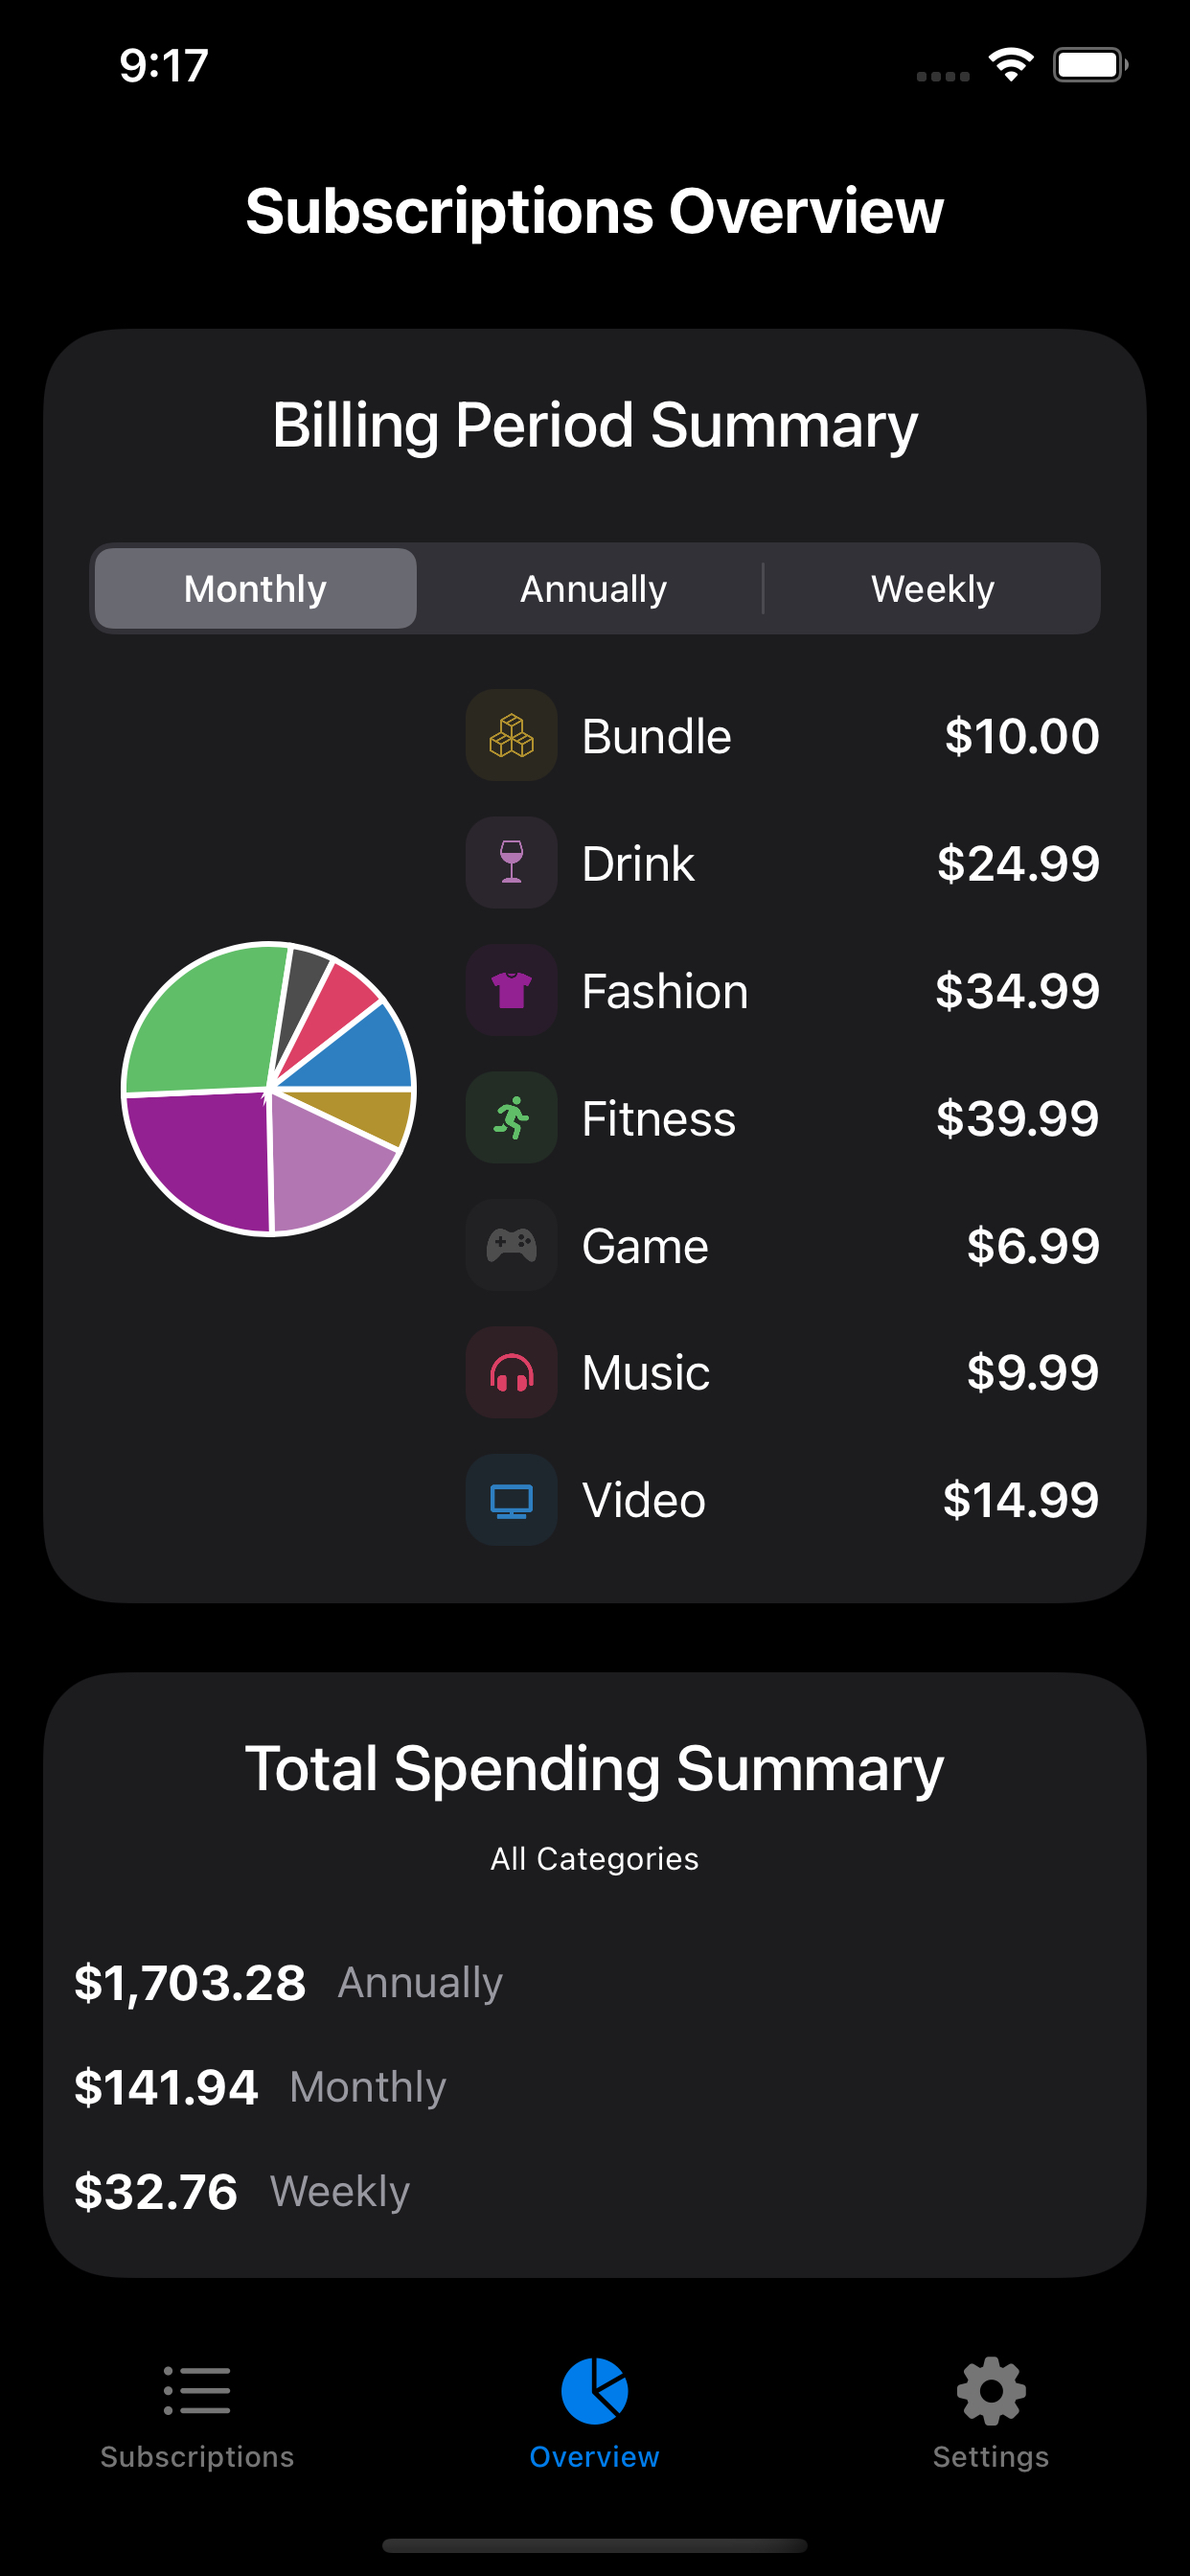 9:17
Subscriptions Overview
Billing Period Summary
Monthly Annually Weekly
Bundle $10.00
Drink $24.99
Fashion $34.99
Fitness $39.99
Game $6.99
Music $9.99
Video $14.99
Total Spending Summary
All Categories
$1,703.28 Annually
$141.94 Monthly
$32.76 Weekly
Subscriptions Overview Settings